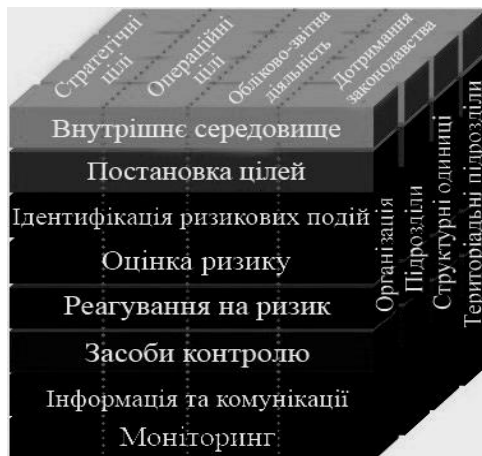 Стратегічні
цілі
Операційні
цілі
Обліково-звітна
діяльність
Дотримання
законодавства
Внутрішнє середовище
Постановка цілей
Ідентифікація ризикових подій
Оцінка ризику
Реагування на ризик
Засоби контролю
Інформація та комунікації
Моніторинг
Організація
Підрозділи
Структурні одиниці
Територіальні підрозділи